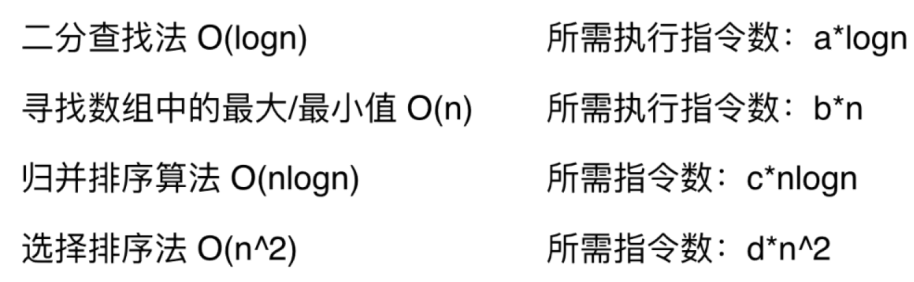 二分查找法 O(logn) 所需执行指令数：a*logn
寻找数组中的最大/最小值 O(n) 所需执行指令数：b*n
归并排序算法 O(nlogn) 所需指令数：c*nlogn
选择排序法 O(n^2) 所需指令数：d*n^2